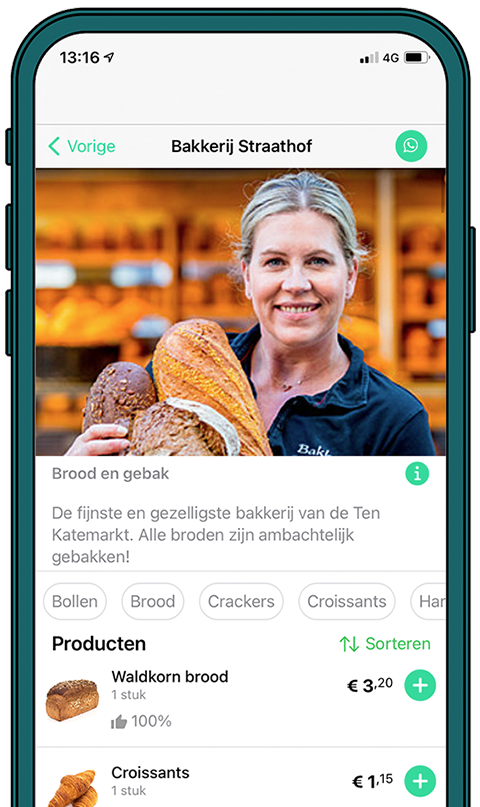 13:16
4G
Vorige
Bakkerij Straathof
Bak
Brood en gebak
De fijnste en gezelligste bakkerij van de Ten
Katemarkt. Alle broden zijn ambachtelijk
gebakken!
Bollen Brood Crackers Croissants Har
Producten
Sorteren
Waldkorn brood
1 stuk
€ 3,20
100%
Croissants
1 stuk
€ 1,15